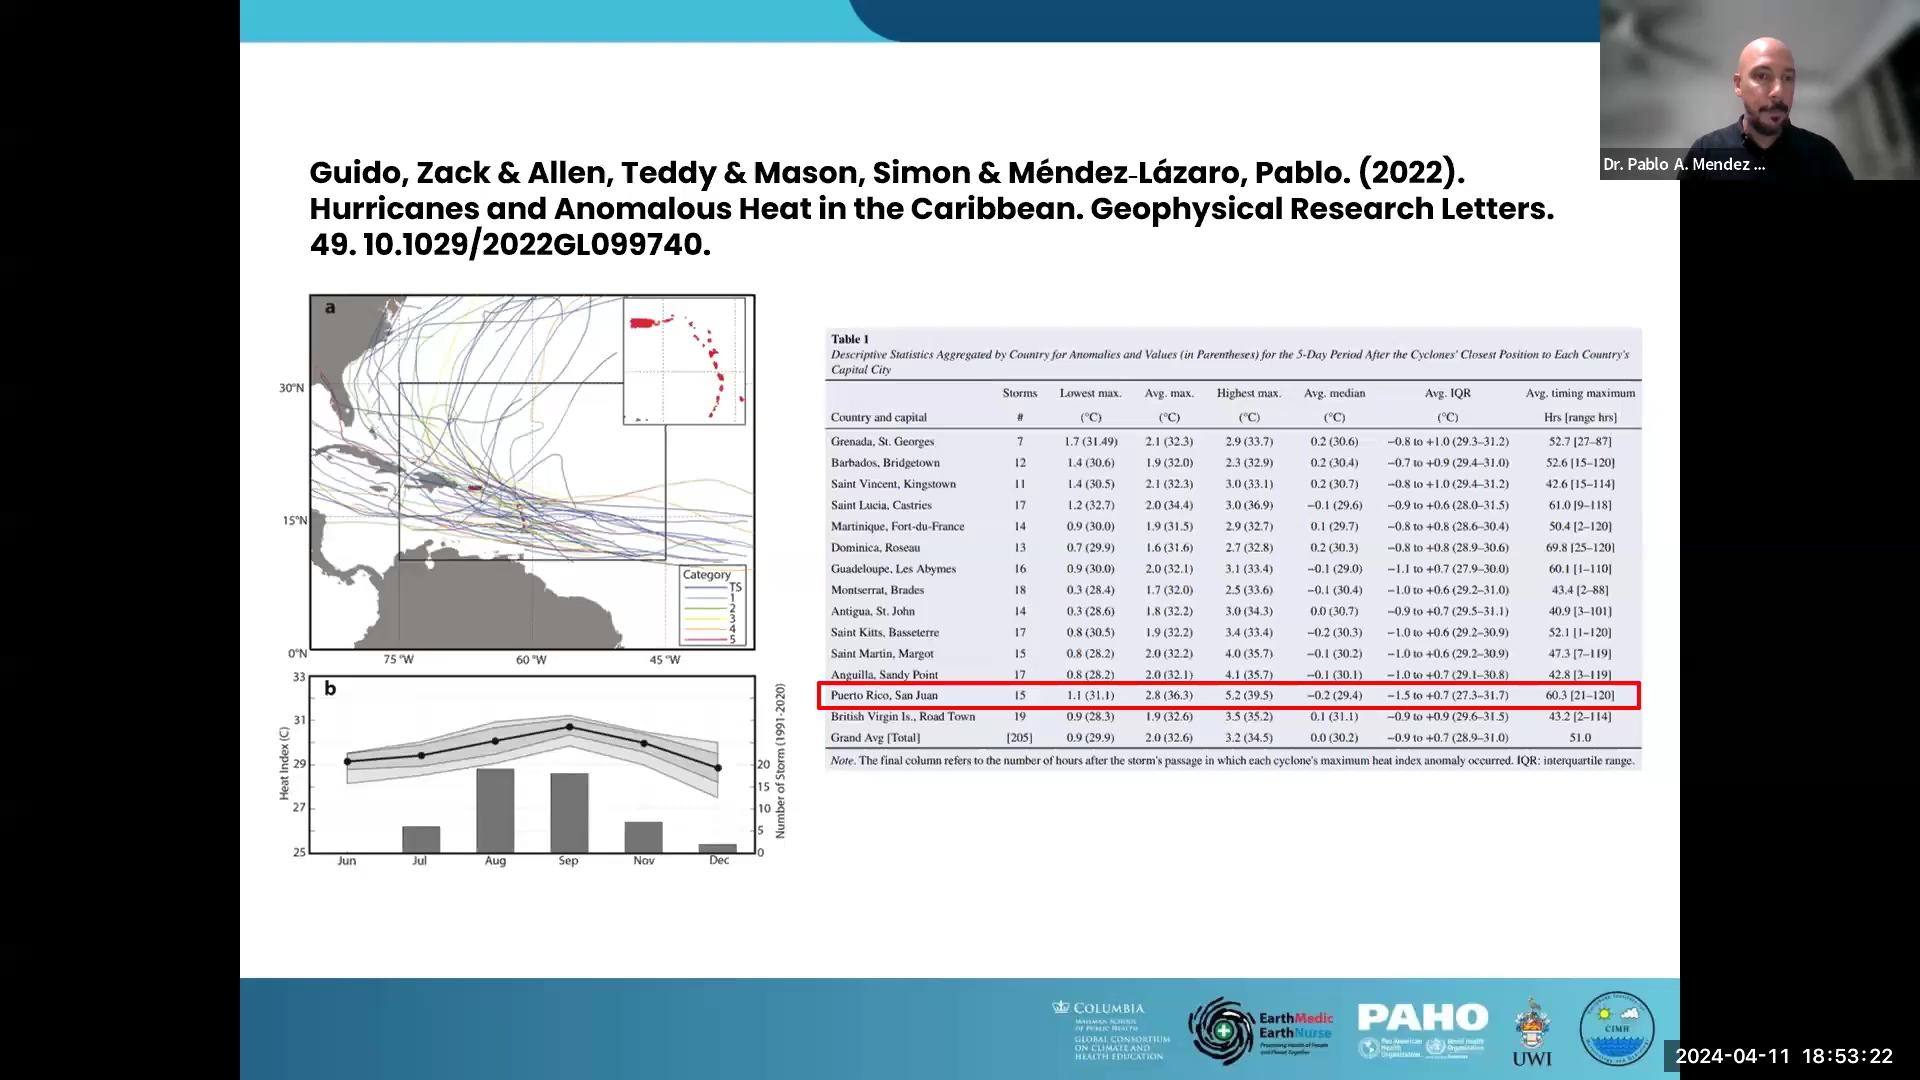 Dr. Pablo A. Mendez ...
Guido, Zack & Allen, Teddy & Mason, Simon & Méndez-Lázaro, Pablo. (2022).
Hurricanes and Anomalous Heat in the Caribbean. Geophysical Research Letters.
49. 10.1029/2022GL099740.
a
30°N
15°N
0°N
75 °W 60 °W 45 °W
Category
TS
1
2
3
4
5
b
Heat Index (C)
33
31
29
27
25
Number of Storm (1991-2020)
20
15
10
5
0
Jun Jul Aug Sep Nov Dec
Table 1
Descriptive Statistics Aggregated by Country for Anomalies and Values (in Parentheses) for the 5-Day Period After the Cyclones' Closest Position to Each Country's
Capital City
Storms Lowest max. Avg. max. Highest max. Avg. median Avg. IQR Avg. timing maximum
Country and capital # (°C) (°C) (°C) (°C) (°C) Hrs [range hrs]
Grenada, St. Georges 7 1.7 (31.49) 2.1 (32.3) 2.9 (33.7) 0.2 (30.6) −0.8 to +1.0 (29.3–31.2) 52.7 [27–87]
Barbados, Bridgetown 12 1.4 (30.6) 1.9 (32.0) 2.3 (32.9) 0.2 (30.4) −0.7 to +0.9 (29.4–31.0) 52.6 [15–120]
Saint Vincent, Kingstown 11 1.4 (30.5) 2.1 (32.3) 3.0 (33.1) 0.2 (30.7) −0.8 to +1.0 (29.4–31.2) 42.6 [15–114]
Saint Lucia, Castries 17 1.2 (32.7) 2.0 (34.4) 3.0 (36.9) −0.1 (29.6) −0.9 to +0.6 (28.0–31.5) 61.0 [9–118]
Martinique, Fort-du-France 14 0.9 (30.0) 1.9 (31.5) 2.9 (32.7) 0.1 (29.7) −0.8 to +0.8 (28.6–30.4) 50.4 [2–120]
Dominica, Roseau 13 0.7 (29.9) 1.6 (31.6) 2.7 (32.8) 0.2 (30.3) −0.8 to +0.8 (28.9–30.6) 69.8 [25–120]
Guadeloupe, Les Abymes 16 0.9 (30.0) 2.0 (32.1) 3.1 (33.4) −0.1 (29.0) −1.1 to +0.7 (27.9–30.0) 60.1 [1–110]
Montserrat, Brades 18 0.3 (28.4) 1.7 (32.0) 2.5 (33.6) −0.1 (30.4) −1.0 to +0.6 (29.2–31.0) 43.4 [2–88]
Antigua, St. John 14 0.3 (28.6) 1.8 (32.2) 3.0 (34.3) 0.0 (30.7) −0.9 to +0.7 (29.5–31.1) 40.9 [3–101]
Saint Kitts, Basseterre 17 0.8 (30.5) 1.9 (32.2) 3.4 (33.4) −0.2 (30.3) −1.0 to +0.6 (29.2–30.9) 52.1 [1–120]
Saint Martin, Margot 15 0.8 (28.2) 2.0 (32.2) 4.0 (35.7) −0.1 (30.2) −1.0 to +0.6 (29.2–30.9) 47.3 [7–119]
Anguilla, Sandy Point 17 0.8 (28.2) 2.0 (32.1) 4.1 (35.7) −0.1 (30.1) −1.0 to +0.7 (29.1–30.8) 42.8 [3–119]
Puerto Rico, San Juan 15 1.1 (31.1) 2.8 (36.3) 5.2 (39.5) −0.2 (29.4) −1.5 to +0.7 (27.3–31.7) 60.3 [21–120]
British Virgin Is., Road Town 19 0.9 (28.3) 1.9 (32.6) 3.5 (35.2) 0.1 (31.1) −0.9 to +0.9 (29.6–31.5) 43.2 [2–114]
Grand Avg [Total] [205] 0.9 (29.9) 2.0 (32.6) 3.2 (34.5) 0.0 (30.2) −0.9 to +0.7 (28.9–31.0) 51.0
Note. The final column refers to the number of hours after the storm's passage in which each cyclone's maximum heat index anomaly occurred. IQR: interquartile range.
COLUMBIA
MAILMAN SCHOOL
OF PUBLIC HEALTH
GLOBAL CONSORTIUM
ON CLIMATE AND
HEALTH EDUCATION
EarthMedic
EarthNurse
Protecting Health of People
and Planet Together
PAHO
Pan American
Health
Organization
World Health
Organization
UWI
CIMH
2024-04-11 18:53:22